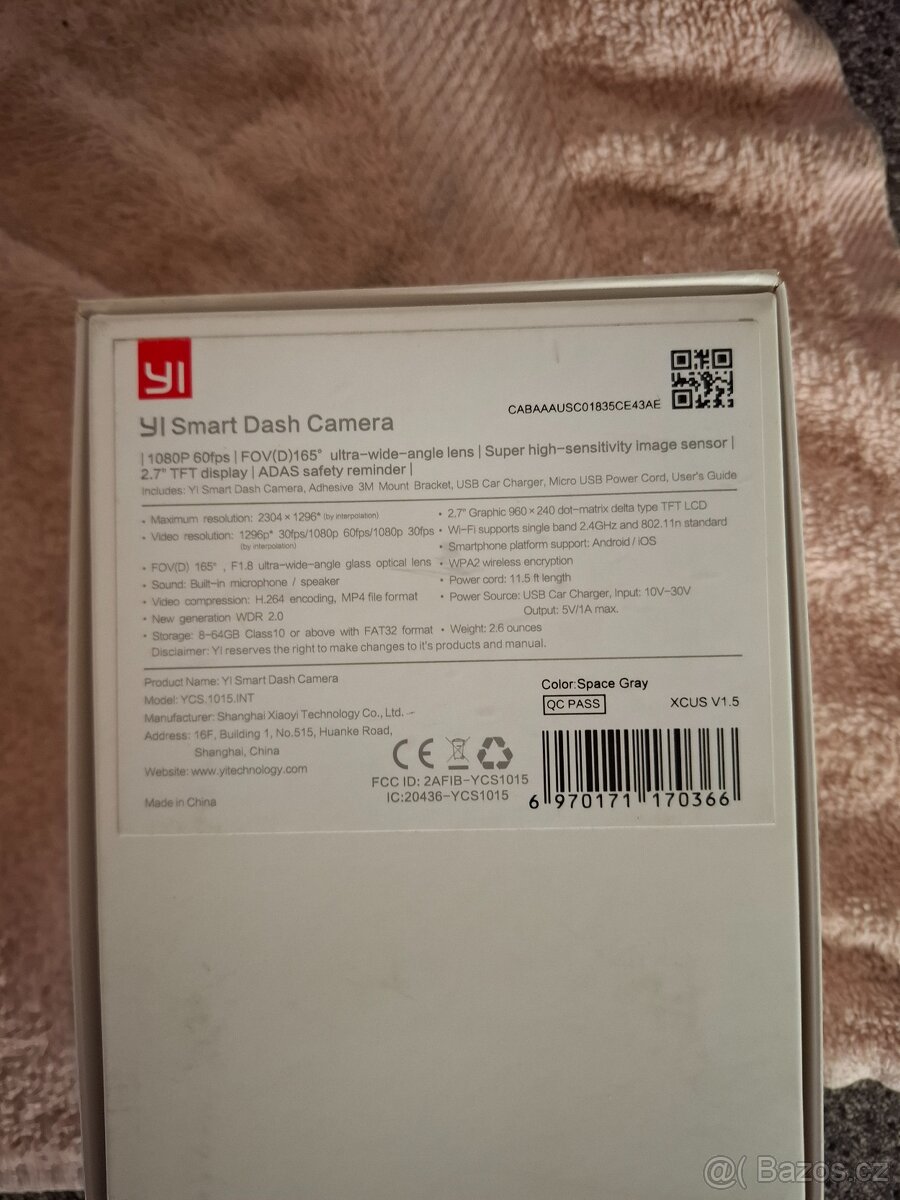 YI
CABAAAUSC01835CE43AE
YI Smart Dash Camera
| 1080P 60fps | FOV(D)165° ultra-wide-angle lens | Super high-sensitivity image sensor |
2.7" TFT display | ADAS safety reminder |
Includes: YI Smart Dash Camera, Adhesive 3M Mount Bracket, USB Car Charger, Micro USB Power Cord, User's Guide
• Maximum resolution: 2304 × 1296* (by interpolation)
• Video resolution: 1296p* 30fps/1080p 60fps/1080p 30fps
(by interpolation)
• FOV(D) 165° , F1.8 ultra-wide-angle glass optical lens
• Sound: Built-in microphone / speaker
• Video compression: H.264 encoding, MP4 file format
• New generation WDR 2.0
• Storage: 8-64GB Class10 or above with FAT32 format
• 2.7" Graphic 960 × 240 dot-matrix delta type TFT LCD
• Wi-Fi supports single band 2.4GHz and 802.11n standard
• Smartphone platform support: Android / iOS
• WPA2 wireless encryption
• Power cord: 11.5 ft length
• Power Source: USB Car Charger, Input: 10V-30V
Output: 5V/1A max.
• Weight: 2.6 ounces
Disclaimer: YI reserves the right to make changes to it's products and manual.
Product Name: YI Smart Dash Camera
Model: YCS.1015.INT
Manufacturer: Shanghai Xiaoyi Technology Co., Ltd.
Address: 16F, Building 1, No.515, Huanke Road,
Shanghai, China
Website: www.yitechnology.com
Made in China
CE
FCC ID: 2AFIB-YCS1015
IC:20436-YCS1015
Color:Space Gray
QC PASS
XCUS V1.5
6 970171 170366
@( Bazos.cz